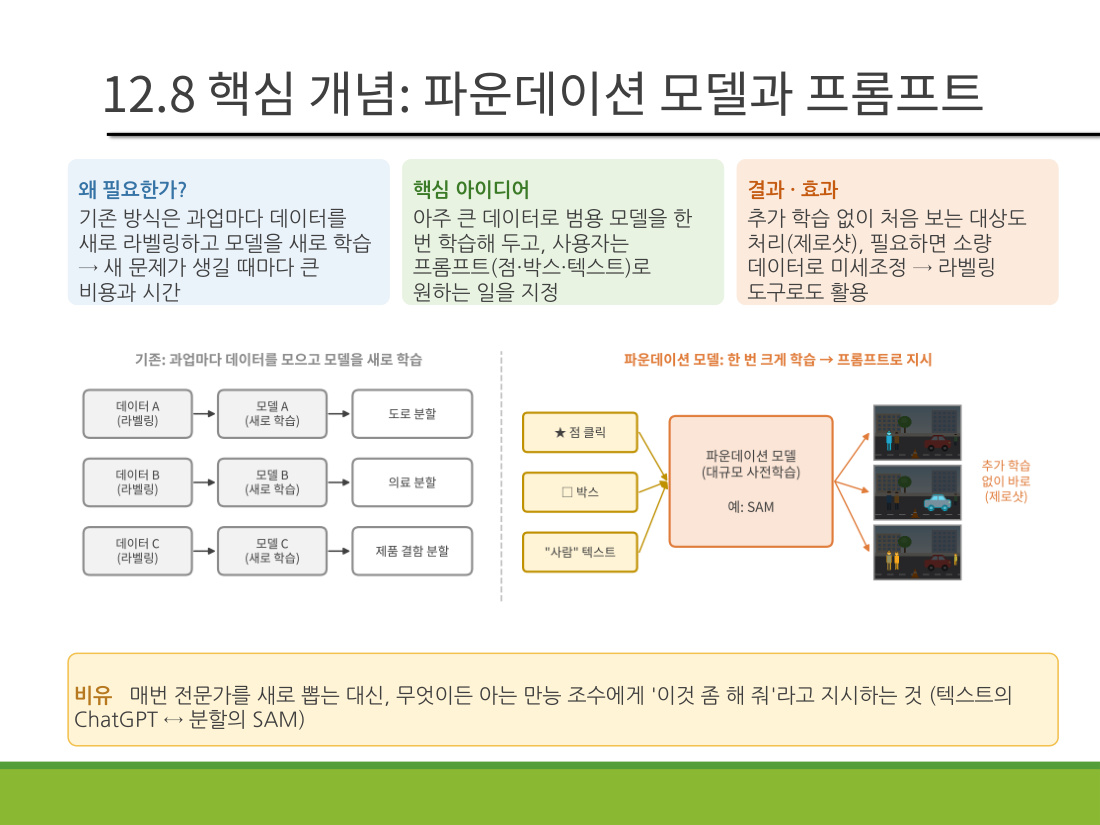 12.8 핵심 개념: 파운데이션 모델과 프롬프트
왜 필요한가?
기존 방식은 과업마다 데이터를
새로 라벨링하고 모델을 새로 학습
→ 새 문제가 생길 때마다 큰
비용과 시간
핵심 아이디어
아주 큰 데이터로 범용 모델을 한
번 학습해 두고, 사용자는
프롬프트(점·박스·텍스트)로
원하는 일을 지정
결과 · 효과
추가 학습 없이 처음 보는 대상도
처리(제로샷), 필요하면 소량
데이터로 미세조정 → 라벨링
도구로도 활용
기존: 과업마다 데이터를 모으고 모델을 새로 학습
데이터 A
(라벨링)
모델 A
(새로 학습)
도로 분할
데이터 B
(라벨링)
모델 B
(새로 학습)
의료 분할
데이터 C
(라벨링)
모델 C
(새로 학습)
제품 결함 분할
파운데이션 모델: 한 번 크게 학습 → 프롬프트로 지시
★ 점 클릭
□ 박스
"사람" 텍스트
파운데이션 모델
(대규모 사전학습)
예: SAM
추가 학습
없이 바로
(제로샷)
비유 매번 전문가를 새로 뽑는 대신, 무엇이든 아는 만능 조수에게 '이것 좀 해 줘'라고 지시하는 것 (텍스트의
ChatGPT ↔ 분할의 SAM)